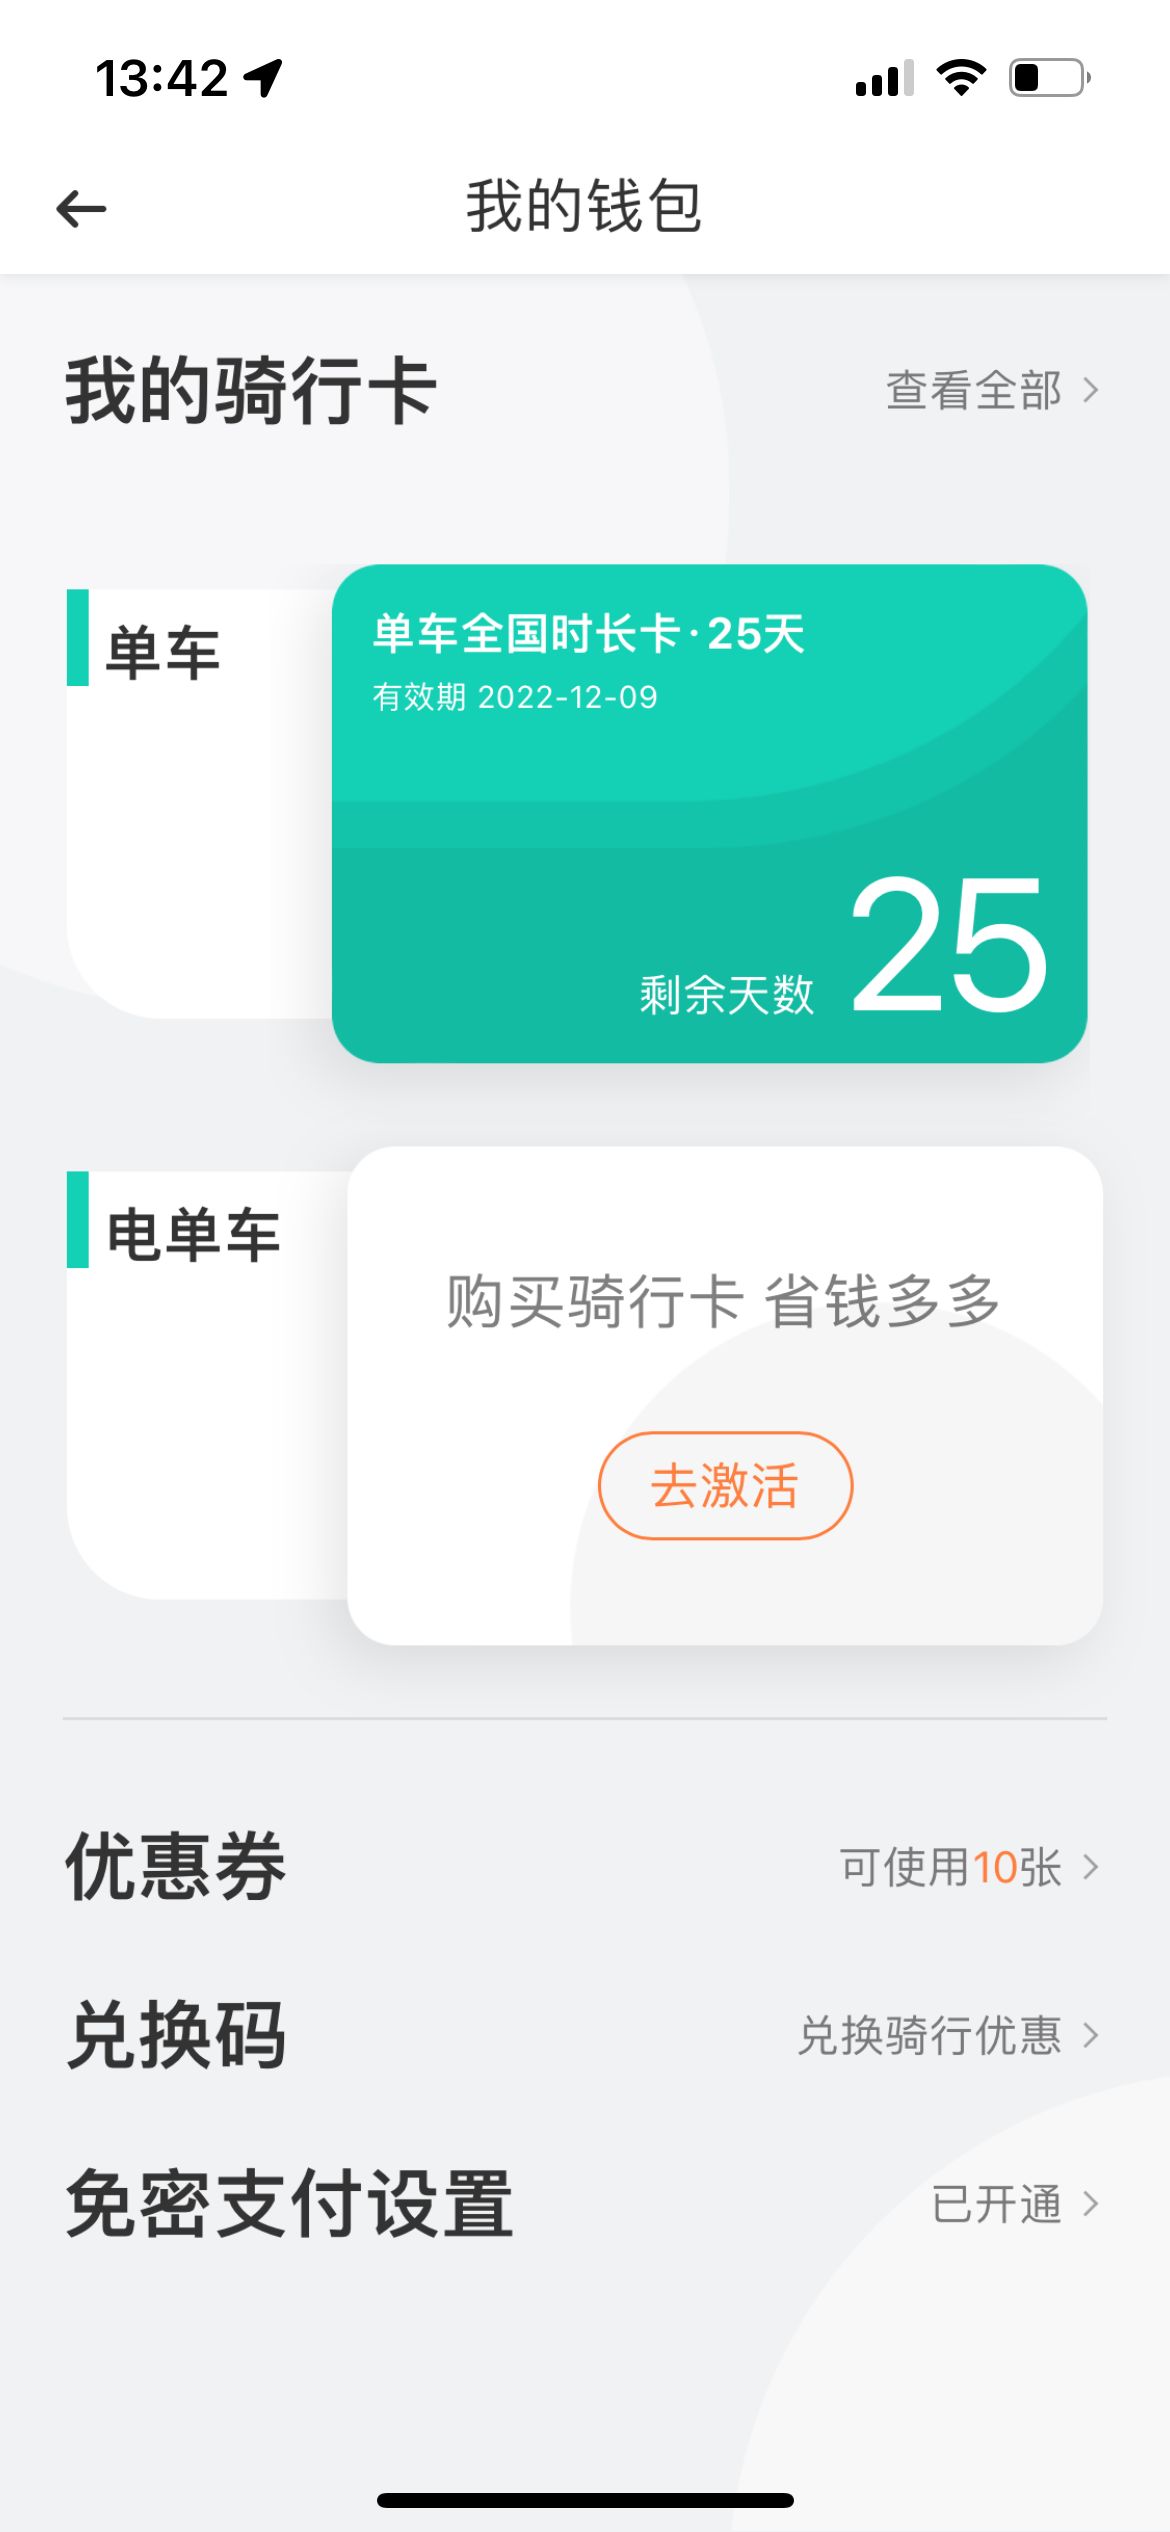 13:42
我的钱包
我的骑行卡
查看全部
单车
单车全国时长卡·25天
有效期 2022-12-09
剩余天数 25
电单车
购买骑行卡 省钱多多
去激活
优惠券
可使用10张
兑换码
兑换骑行优惠
免密支付设置
已开通